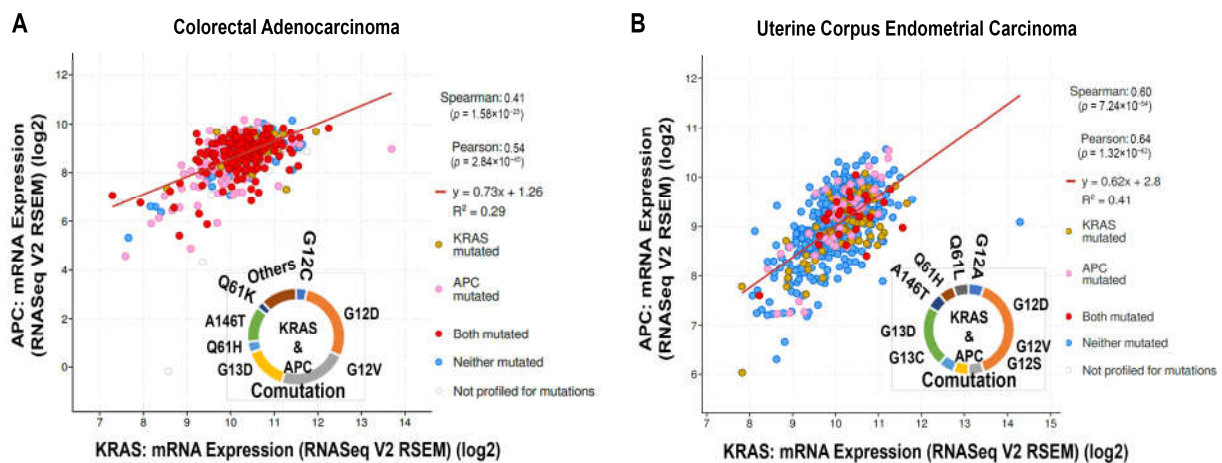 A
Colorectal Adenocarcinoma
APC: mRNA Expression
(RNASeq V2 RSEM) (log2)
12
10
8
6
4
2
0
7 8 9 10 11 12 13 14
KRAS: mRNA Expression (RNASeq V2 RSEM) (log2)
Spearman: 0.41
(p = 1.58×10⁻²⁵)
Pearson: 0.54
(p = 2.84×10⁻⁴⁵)
y = 0.73x + 1.26
R² = 0.29
KRAS
mutated
APC
mutated
Both mutated
Neither mutated
Not profiled for mutations
G12C
G12D
G12V
G13D
Q61H
A146T
Q61K
Others
KRAS
&
APC
Comutation
B
Uterine Corpus Endometrial Carcinoma
APC: mRNA Expression
(RNASeq V2 RSEM) (log2)
12
11
10
9
8
7
6
7 8 9 10 11 12 13 14 15
KRAS: mRNA Expression (RNASeq V2 RSEM) (log2)
Spearman: 0.60
(p = 7.24×10⁻⁵⁴)
Pearson: 0.64
(p = 1.32×10⁻⁶²)
y = 0.62x + 2.8
R² = 0.41
KRAS
mutated
APC
mutated
Both mutated
Neither mutated
Not profiled for mutations
G12A
G12D
G12V
G12S
G13C
G13D
A146T
Q61H
Q61L
KRAS
&
APC
Comutation